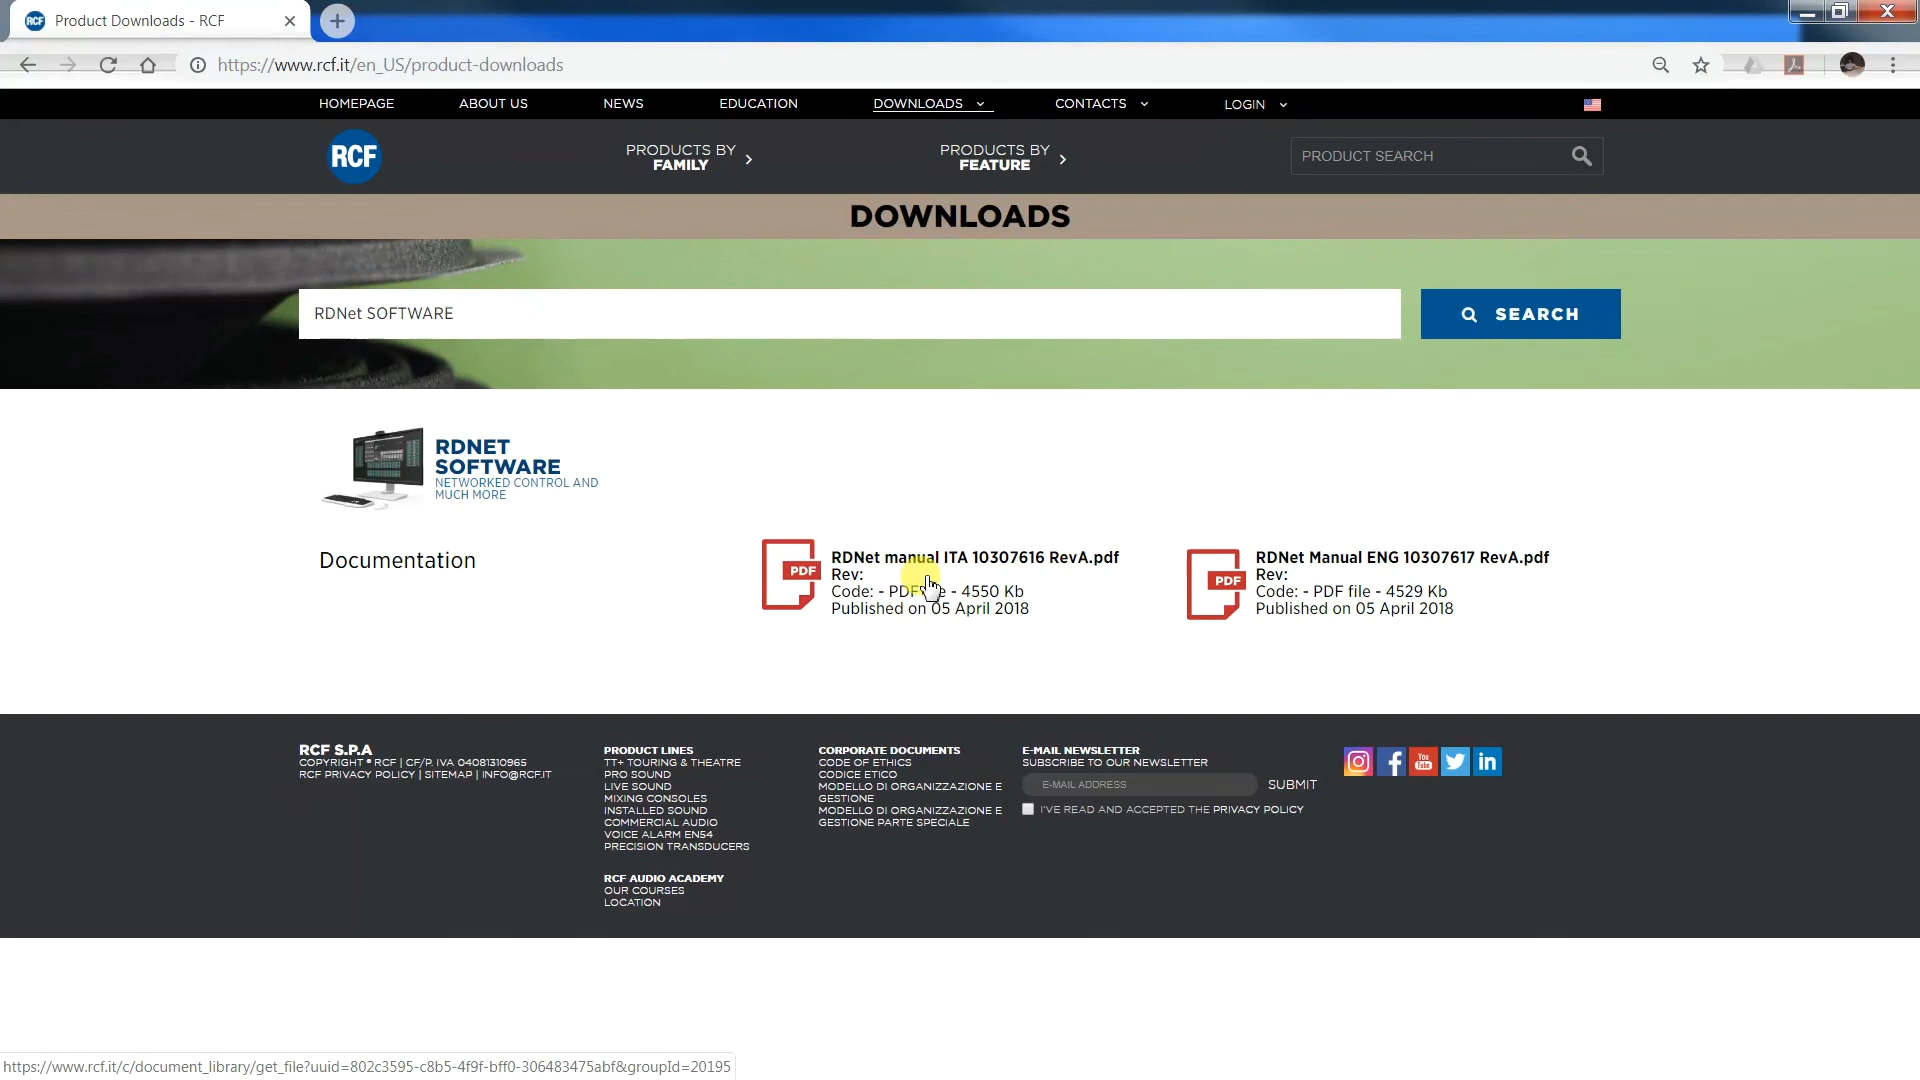 RCF
Product Downloads - RCF
https://www.rcf.it/en_US/product-downloads
HOMEPAGE
ABOUT US
NEWS
EDUCATION
DOWNLOADS
CONTACTS
LOGIN
RCF
PRODUCTS BY
FAMILY
PRODUCTS BY
FEATURE
PRODUCT SEARCH
DOWNLOADS
RDNet SOFTWARE
SEARCH
RDNET
SOFTWARE
NETWORKED CONTROL AND
MUCH MORE
Documentation
PDF
RDNet manual ITA 10307616 RevA.pdf
Rev:
Code: - PDF - 4550 Kb
Published on 05 April 2018
PDF
RDNet Manual ENG 10307617 RevA.pdf
Rev:
Code: - PDF file - 4529 Kb
Published on 05 April 2018
RCF S.P.A
COPYRIGHT ® RCF | CF/P. IVA 04081310965
RCF PRIVACY POLICY | SITEMAP | INFO@RCF.IT
PRODUCT LINES
TT+ TOURING & THEATRE
PRO SOUND
LIVE SOUND
MIXING CONSOLES
INSTALLED SOUND
COMMERCIAL AUDIO
VOICE ALARM EN54
PRECISION TRANSDUCERS
RCF AUDIO ACADEMY
OUR COURSES
LOCATION
CORPORATE DOCUMENTS
CODE OF ETHICS
CODICE ETICO
MODELLO DI ORGANIZZAZIONE E
GESTIONE
MODELLO DI ORGANIZZAZIONE E
GESTIONE PARTE SPECIALE
E-MAIL NEWSLETTER
SUBSCRIBE TO OUR NEWSLETTER
E-MAIL ADDRESS
SUBMIT
I'VE READ AND ACCEPTED THE PRIVACY POLICY
You Tube
in
https://www.rcf.it/c/document_library/get_file?uuid=802c3595-c8b5-4f9f-bff0-306483475abf&groupId=20195